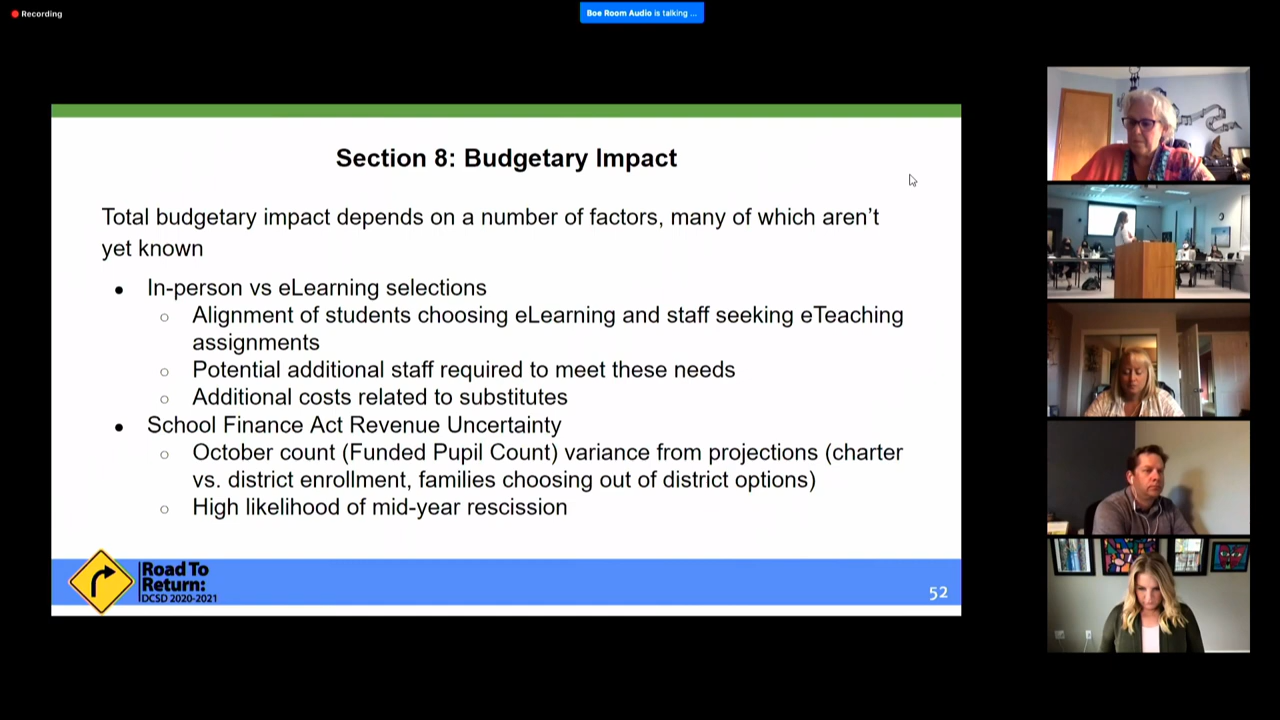 Recording
Boe Room Audio is talking ...
Section 8: Budgetary Impact
Total budgetary impact depends on a number of factors, many of which aren’t
yet known
● In-person vs eLearning selections
○ Alignment of students choosing eLearning and staff seeking eTeaching
assignments
○ Potential additional staff required to meet these needs
○ Additional costs related to substitutes
● School Finance Act Revenue Uncertainty
○ October count (Funded Pupil Count) variance from projections (charter
vs. district enrollment, families choosing out of district options)
○ High likelihood of mid-year rescission
Road To
Return:
DCSD 2020-2021
52